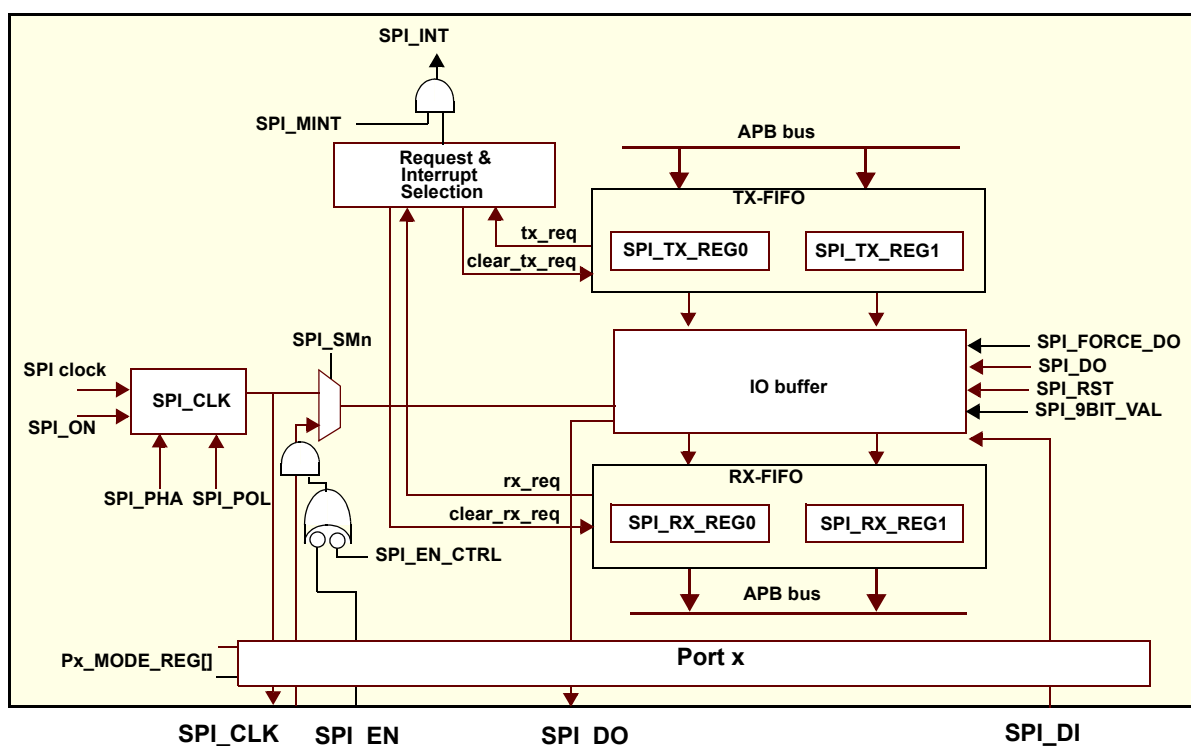 SPI_INT
SPI_MINT
APB bus
Request &
Interrupt
Selection
TX-FIFO
tx_req
SPI_TX_REG0
SPI_TX_REG1
clear_tx_req
SPI_SMn
SPI_FORCE_DO
SPI clock
SPI_DO
IO buffer
SPI_RST
SPI_CLK
SPI_9BIT_VAL
SPI_ON
RX-FIFO
rx_req
SPI_PHA
SPI_POL
clear_rx_req
SPI_RX_REG0
SPI_RX_REG1
SPI_EN_CTRL
APB bus
Port x
Px_MODE_REG[]
SPI_CLK
SPI_EN
SPI_DO
SPI_DI